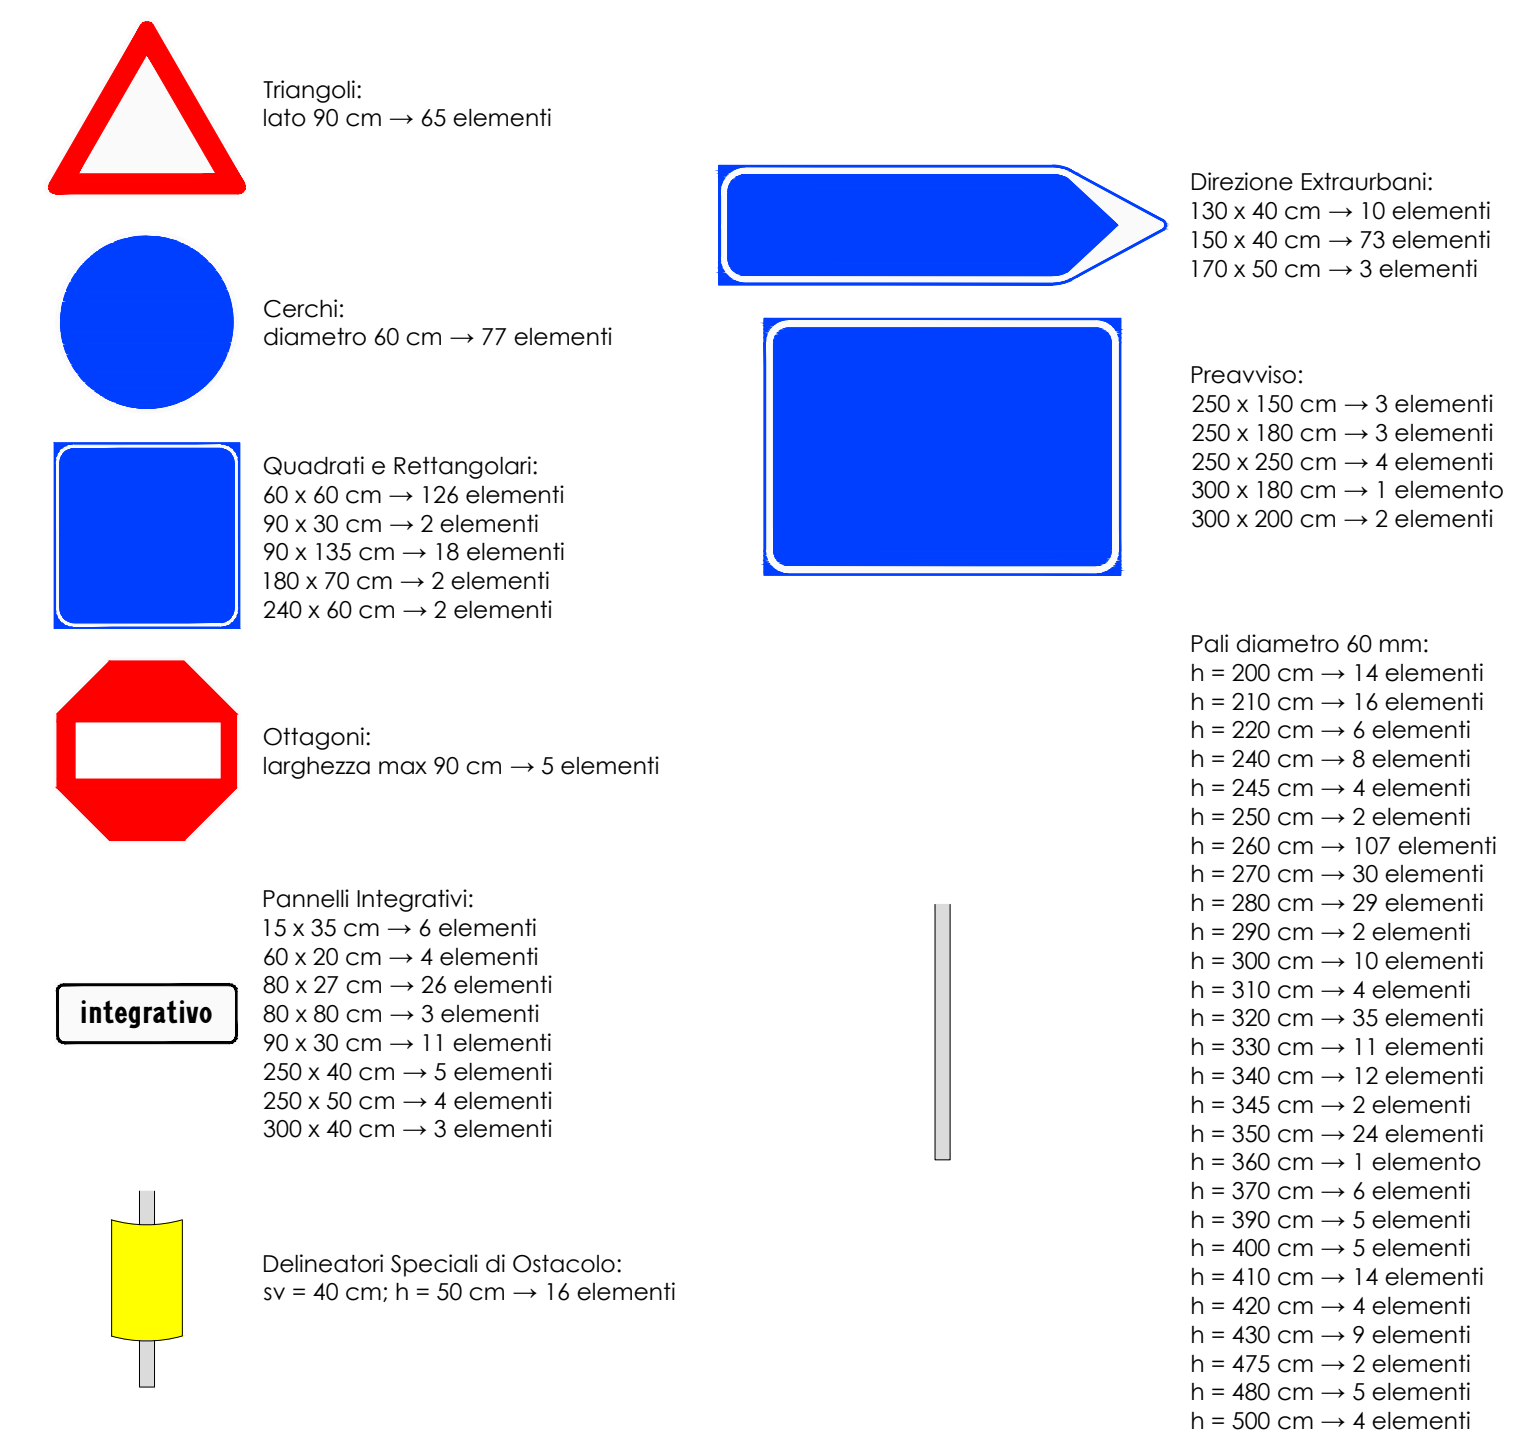 Triangoli:
lato 90 cm → 65 elementi
Cerchi:
diametro 60 cm → 77 elementi
Quadrati e Rettangolari:
60 x 60 cm → 126 elementi
90 x 30 cm → 2 elementi
90 x 135 cm → 18 elementi
180 x 70 cm → 2 elementi
240 x 60 cm → 2 elementi
Ottagoni:
larghezza max 90 cm → 5 elementi
integrativo
Pannelli Integrativi:
15 x 35 cm → 6 elementi
60 x 20 cm → 4 elementi
80 x 27 cm → 26 elementi
80 x 80 cm → 3 elementi
90 x 30 cm → 11 elementi
250 x 40 cm → 5 elementi
250 x 50 cm → 4 elementi
300 x 40 cm → 3 elementi
Delineatori Speciali di Ostacolo:
sv = 40 cm; h = 50 cm → 16 elementi
Direzione Extraurbani:
130 x 40 cm → 10 elementi
150 x 40 cm → 73 elementi
170 x 50 cm → 3 elementi
Preavviso:
250 x 150 cm → 3 elementi
250 x 180 cm → 3 elementi
250 x 250 cm → 4 elementi
300 x 180 cm → 1 elemento
300 x 200 cm → 2 elementi
Pali diametro 60 mm:
h = 200 cm → 14 elementi
h = 210 cm → 16 elementi
h = 220 cm → 6 elementi
h = 240 cm → 8 elementi
h = 245 cm → 4 elementi
h = 250 cm → 2 elementi
h = 260 cm → 107 elementi
h = 270 cm → 30 elementi
h = 280 cm → 29 elementi
h = 290 cm → 2 elementi
h = 300 cm → 10 elementi
h = 310 cm → 4 elementi
h = 320 cm → 35 elementi
h = 330 cm → 11 elementi
h = 340 cm → 12 elementi
h = 345 cm → 2 elementi
h = 350 cm → 24 elementi
h = 360 cm → 1 elemento
h = 370 cm → 6 elementi
h = 390 cm → 5 elementi
h = 400 cm → 5 elementi
h = 410 cm → 14 elementi
h = 420 cm → 4 elementi
h = 430 cm → 9 elementi
h = 475 cm → 2 elementi
h = 480 cm → 5 elementi
h = 500 cm → 4 elementi